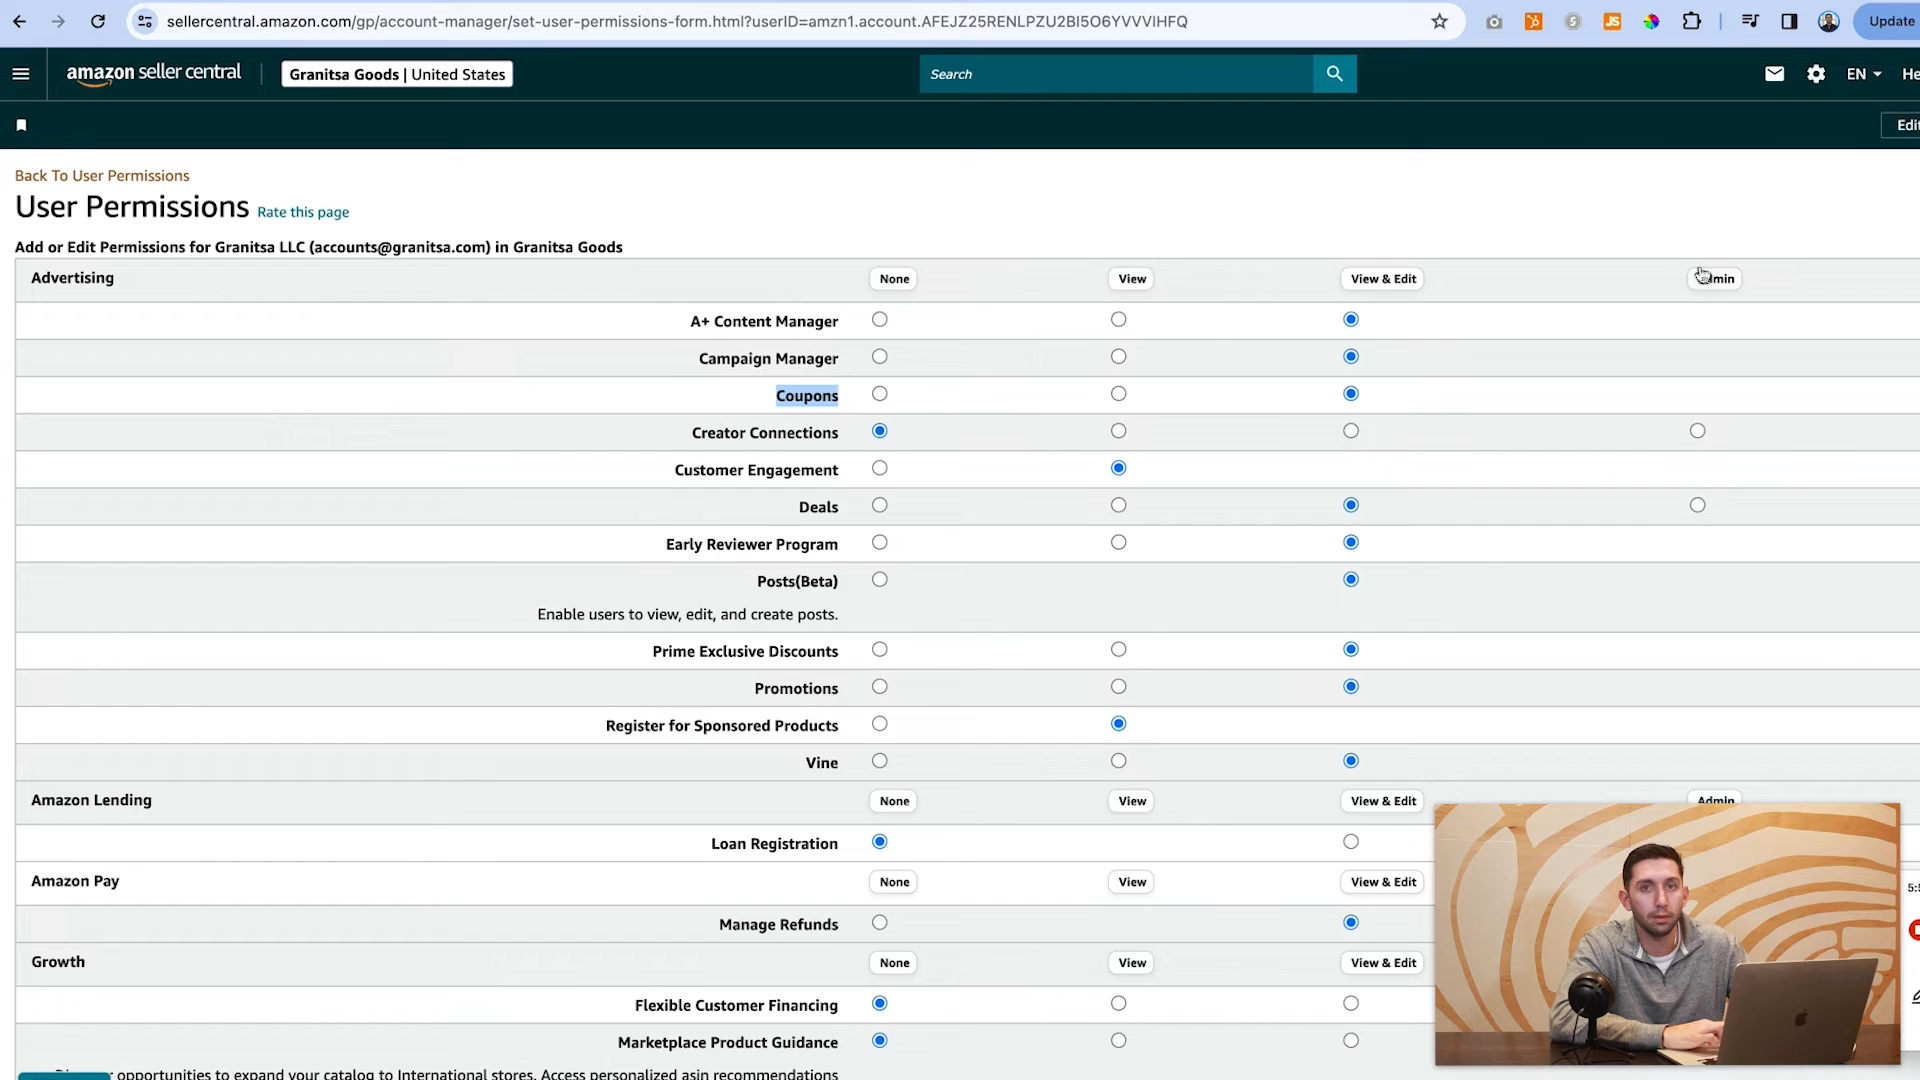 sellercentral.amazon.com/gp/account-manager/set-user-permissions-form.html?userID=amzn1.account.AFEJZ25RENLPZU2BI5O6YVVVIHFQ
JS
Update
amazon seller central
Granitsa Goods | United States
Search
EN
He
Edit
Back To User Permissions
User Permissions Rate this page
Add or Edit Permissions for Granitsa LLC (accounts@granitsa.com) in Granitsa Goods
Advertising None View View & Edit Admin
A+ Content Manager
Campaign Manager
Coupons
Creator Connections
Customer Engagement
Deals
Early Reviewer Program
Posts(Beta)
Enable users to view, edit, and create posts.
Prime Exclusive Discounts
Promotions
Register for Sponsored Products
Vine
Amazon Lending None View View & Edit Admin
Loan Registration
Amazon Pay None View View & Edit
Manage Refunds
Growth None View View & Edit
Flexible Customer Financing
Marketplace Product Guidance
opportunities to expand your catalog to International stores. Access personalized asin recommendations